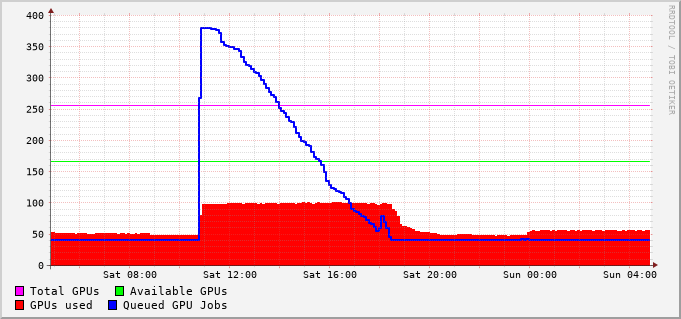 400
350
300
250
200
150
100
50
0
Sat 08:00 Sat 12:00 Sat 16:00 Sat 20:00 Sun 00:00 Sun 04:00
Total GPUs Available GPUs
GPUs used Queued GPU Jobs
RRDTOOL / TOBI OETIKER